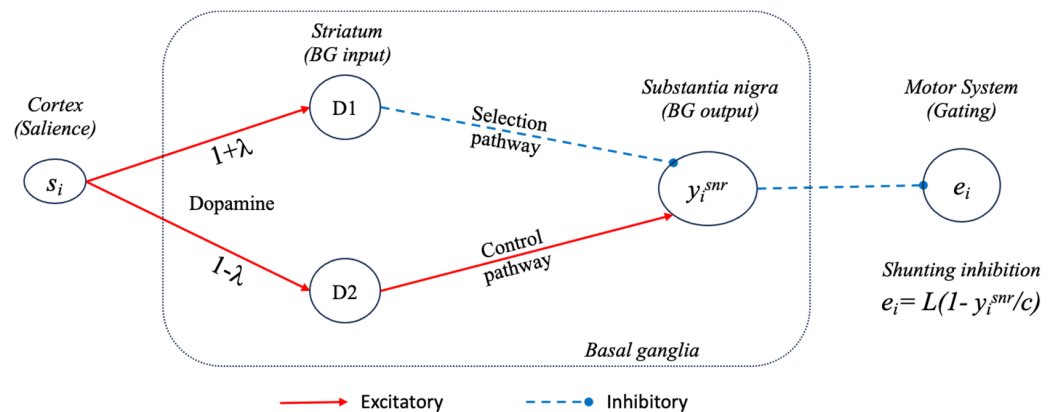 Striatum
(BG input)
Cortex
(Salience)
s_i
1+λ
1-λ
Dopamine
D1
D2
Selection
pathway
Control
pathway
Substantia nigra
(BG output)
y_i^snr
Motor System
(Gating)
e_i
Shunting inhibition
e_i= L(1- y_i^snr/c)
Basal ganglia
Excitatory
Inhibitory